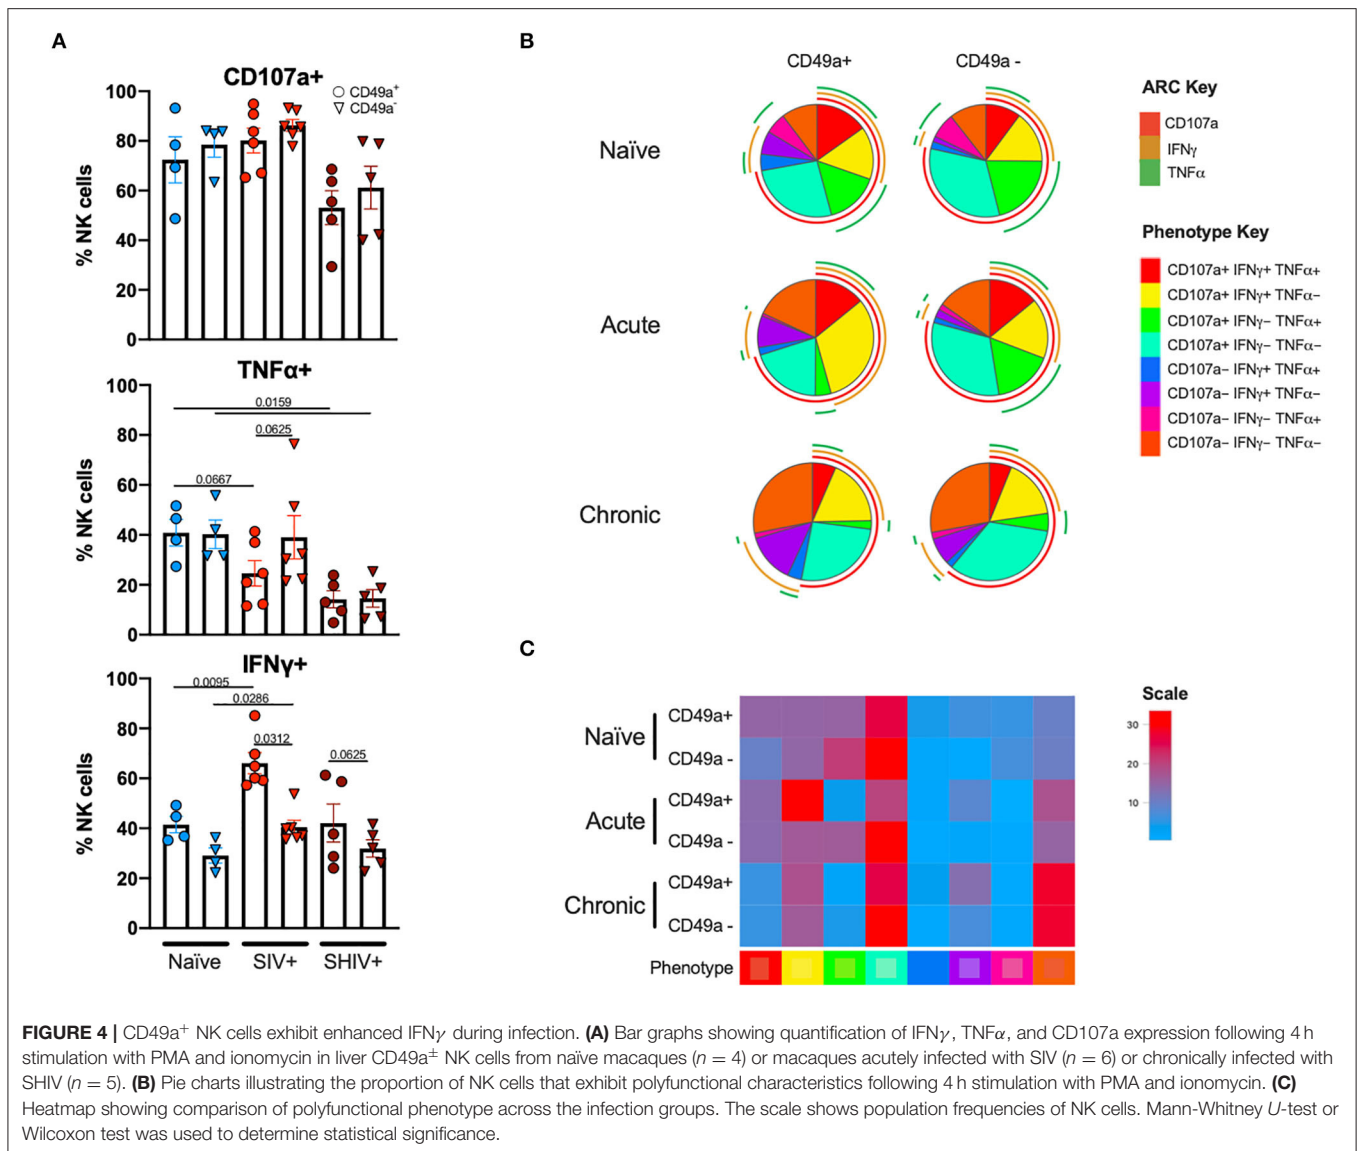 A
CD107a+
CD49a+
CD49a-
100
80
60
40
20
0
% NK cells
TNFα+
100
80
60
40
20
0
% NK cells
0.0159
0.0625
0.0667
IFNγ+
100
80
60
40
20
0
% NK cells
0.0095
0.0286
0.0312
0.0625
Naïve SIV+ SHIV+
B
CD49a+ CD49a -
Naïve
Acute
Chronic
ARC Key
CD107a
IFNγ
TNFα
Phenotype Key
CD107a+ IFNγ+ TNFα+
CD107a+ IFNγ+ TNFα−
CD107a+ IFNγ− TNFα+
CD107a+ IFNγ− TNFα−
CD107a− IFNγ+ TNFα+
CD107a− IFNγ+ TNFα−
CD107a− IFNγ− TNFα+
CD107a− IFNγ− TNFα−
C
Naïve
CD49a+
CD49a -
Acute
CD49a+
CD49a -
Chronic
CD49a+
CD49a -
Phenotype
Scale
30
20
10
FIGURE 4 | CD49a+ NK cells exhibit enhanced IFNγ during infection. (A) Bar graphs showing quantification of IFNγ, TNFα, and CD107a expression following 4 h
stimulation with PMA and ionomycin in liver CD49a± NK cells from naïve macaques (n = 4) or macaques acutely infected with SIV (n = 6) or chronically infected with
SHIV (n = 5). (B) Pie charts illustrating the proportion of NK cells that exhibit polyfunctional characteristics following 4 h stimulation with PMA and ionomycin. (C)
Heatmap showing comparison of polyfunctional phenotype across the infection groups. The scale shows population frequencies of NK cells. Mann-Whitney U-test or
Wilcoxon test was used to determine statistical significance.